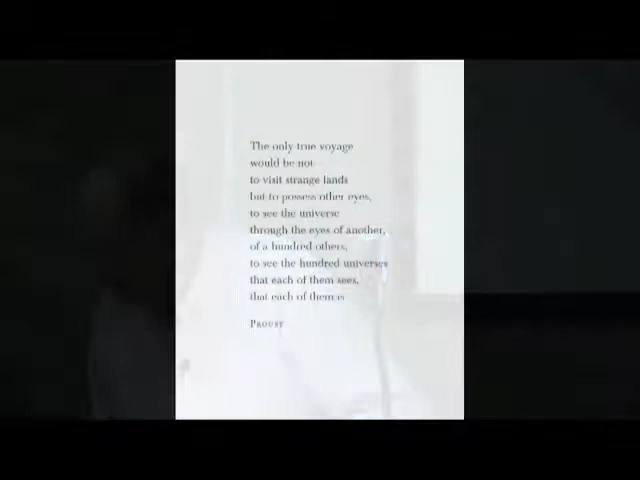 The only true voyage
would be not
to visit strange lands
but to possess other eyes,
to see the universe
through the eyes of another,
of a hundred others,
to see the hundred universes
that each of them sees,
that each of them is
PROUST